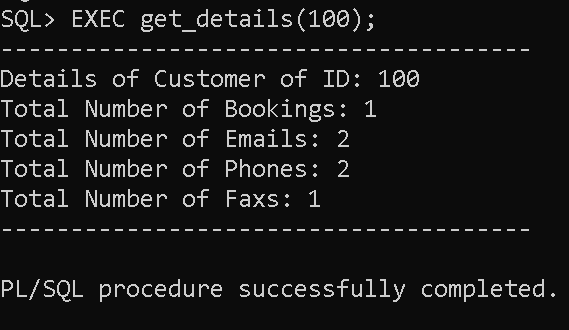 SQL> EXEC get_details(100);
--------------------------------------
Details of Customer of ID: 100
Total Number of Bookings: 1
Total Number of Emails: 2
Total Number of Phones: 2
Total Number of Faxs: 1
--------------------------------------
PL/SQL procedure successfully completed.